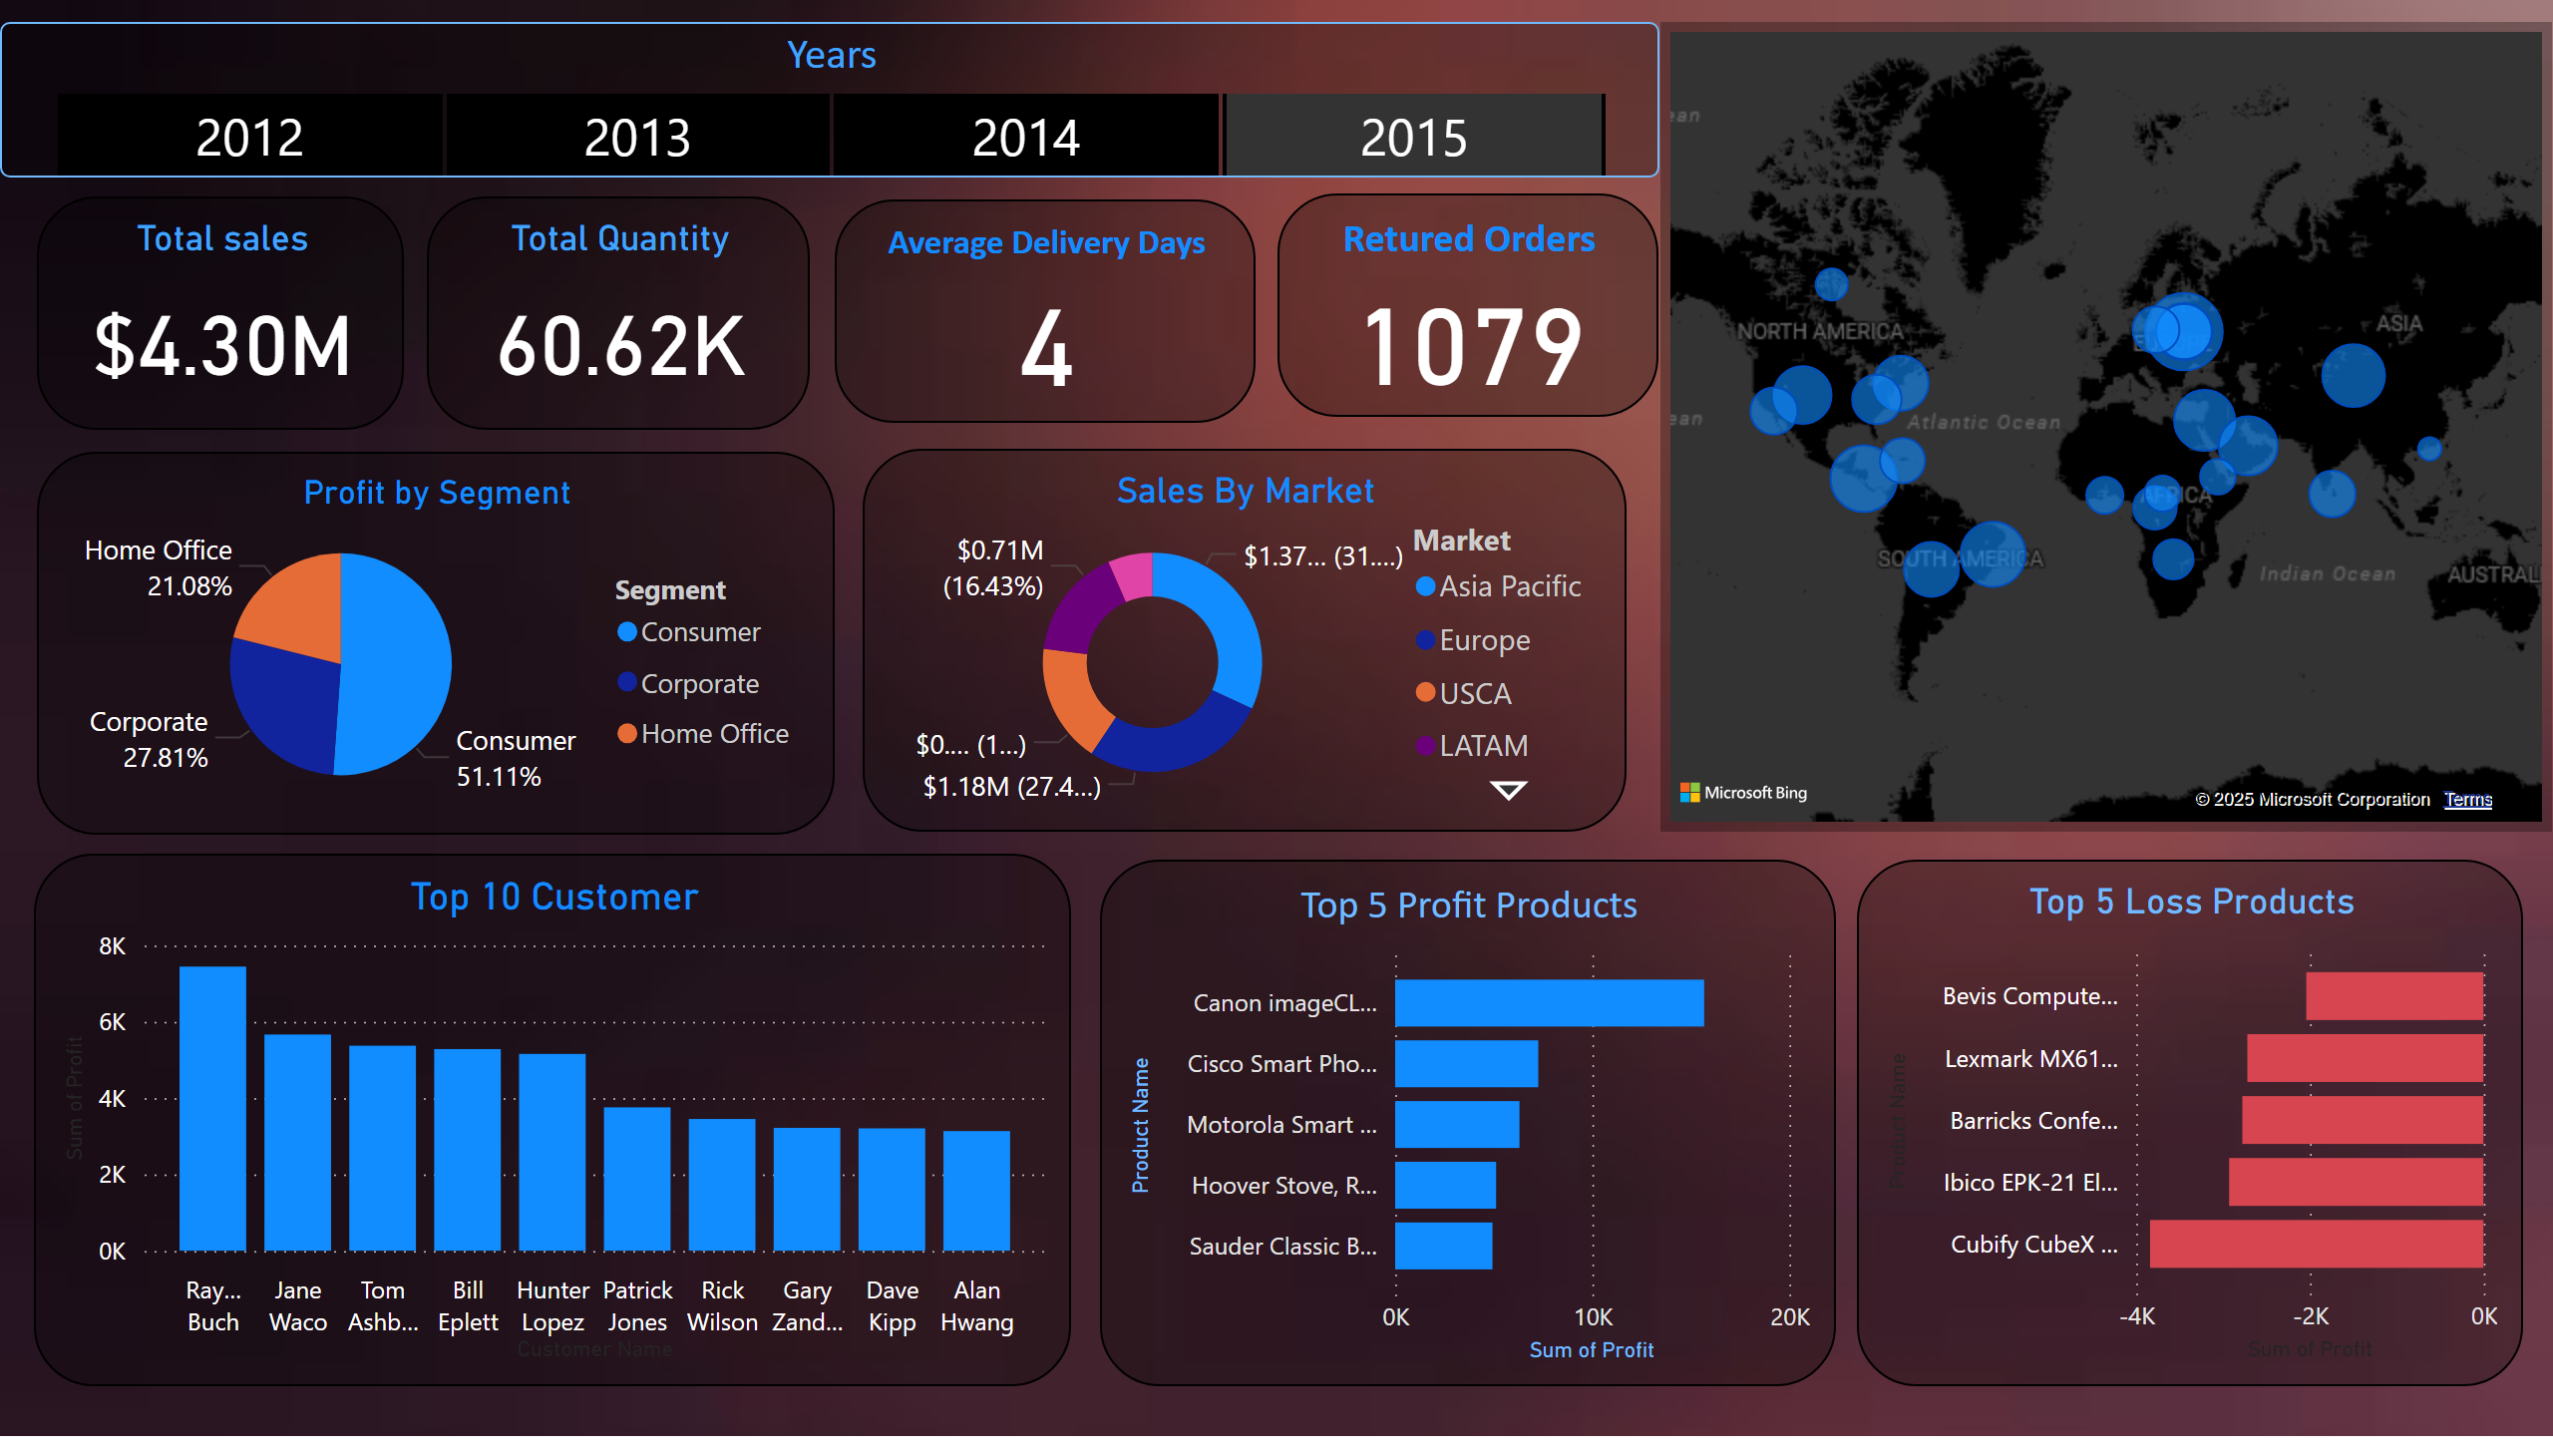 Years
2012
2013
2014
2015
Total sales
$4.30M
Total Quantity
60.62K
Average Delivery Days
4
Retured Orders
1079
ean
NORTH AMERICA
ASIA
ean
Atlantic Ocean
AFRICA
SOUTH AMERICA
Indian Ocean
AUSTRAL
Microsoft Bing
© 2025 Microsoft Corporation Terms
Profit by Segment
Home Office
21.08%
Corporate
27.81%
Consumer
51.11%
Segment
Consumer
Corporate
Home Office
Sales By Market
$0.71M
(16.43%)
$1.37... (31....)
$0.... (1...)
$1.18M (27.4...)
Market
Asia Pacific
Europe
USCA
LATAM
Top 10 Customer
Sum of Profit
8K
6K
4K
2K
0K
Ray...
Buch
Jane
Waco
Tom
Ashb...
Bill
Eplett
Hunter
Lopez
Patrick
Jones
Rick
Wilson
Gary
Zand...
Dave
Kipp
Alan
Hwang
Customer Name
Top 5 Profit Products
Product Name
Canon imageCL...
Cisco Smart Pho...
Motorola Smart ...
Hoover Stove, R...
Sauder Classic B...
0K
10K
20K
Sum of Profit
Top 5 Loss Products
Product Name
Bevis Compute...
Lexmark MX61...
Barricks Confe...
Ibico EPK-21 El...
Cubify CubeX ...
-4K
-2K
0K
Sum of Profit